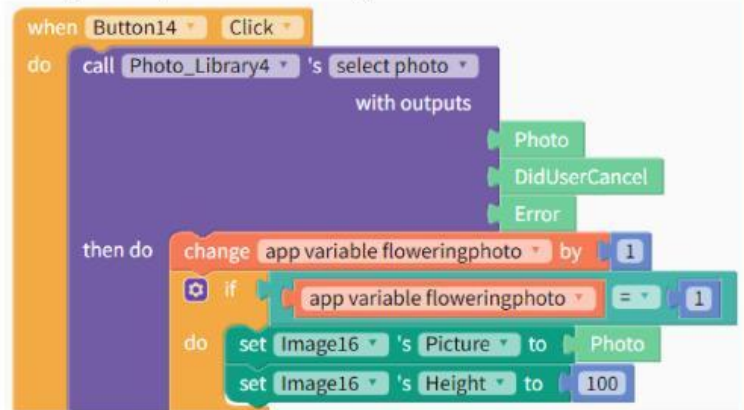 when Button14 Click
do call Photo_Library4 's select photo
with outputs
Photo
DidUserCancel
Error
then do change app variable floweringphoto by 1
if app variable floweringphoto = 1
do set Image16 's Picture to Photo
set Image16 's Height to 100